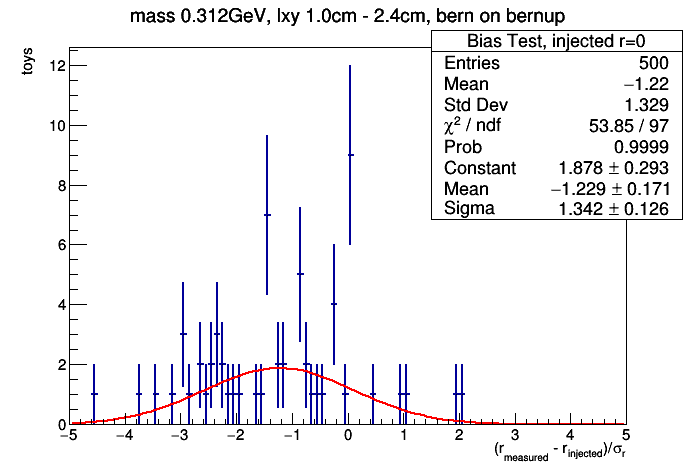 mass 0.312GeV, lxy 1.0cm - 2.4cm, bern on bernup
Bias Test, injected r=0
Entries 500
Mean −1.22
Std Dev 1.329
χ² / ndf 53.85 / 97
Prob 0.9999
Constant 1.878 ± 0.293
Mean −1.229 ± 0.171
Sigma 1.342 ± 0.126
toys
12
10
8
6
4
2
0
−5 −4 −3 −2 −1 0 1 2 3 4 5
(r_measured - r_injected)/σ_r